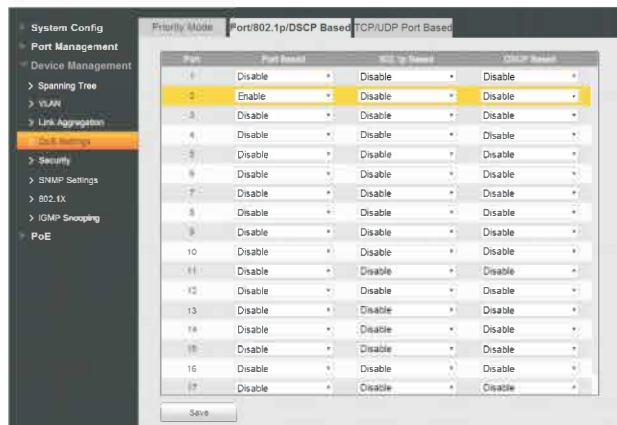 System Config
Port Management
Device Management
> Spanning Tree
> VLAN
> Link Aggregation
QoS Settings
> Security
> SNMP Settings
> 802.1X
> IGMP Snooping
PoE
Priority Mode Port/802.1p/DSCP Based TCP/UDP Port Based
Port Port Based 802.1p Based DSCP Based
1 Disable Disable Disable
2 Enable Disable Disable
3 Disable Disable Disable
4 Disable Disable Disable
5 Disable Disable Disable
6 Disable Disable Disable
7 Disable Disable Disable
8 Disable Disable Disable
9 Disable Disable Disable
10 Disable Disable Disable
11 Disable Disable Disable
12 Disable Disable Disable
13 Disable Disable Disable
14 Disable Disable Disable
15 Disable Disable Disable
16 Disable Disable Disable
17 Disable Disable Disable
Save